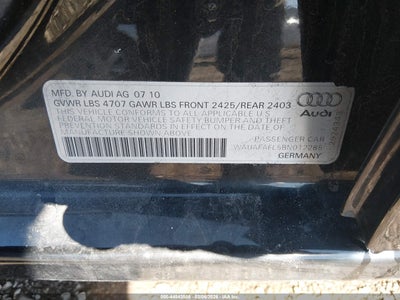 MFD. BY AUDI AG 07 10
GVWR LBS 4707 GAWR LBS FRONT 2425/REAR 2403
THIS VEHICLE CONFORMS TO ALL APPLICABLE U.S
FEDERAL MOTOR VEHICLE SAFETY, BUMPER AND THEFT
PREVENTION STANDARDS IN EFFECT ON THE DATE OF
MANUFACTURE SHOWN ABOVE.
Audi
PASSENGER CAR
GERMANY